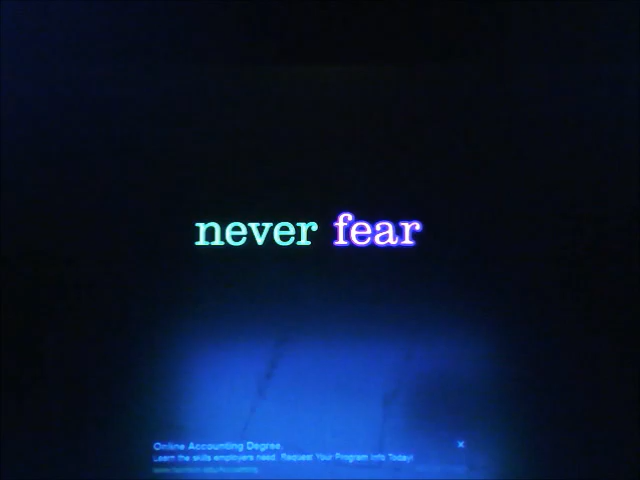 never fear
Online Accounting Degree.
Learn the skills employers need. Request Your Program Info Today!